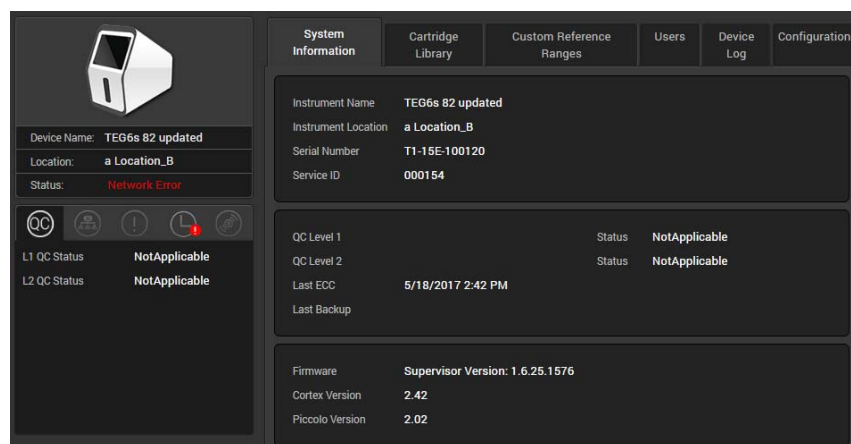 System Information
Cartridge Library
Custom Reference Ranges
Users
Device Log
Configuration
Device Name: TEG6s 82 updated
Location: a Location_B
Status: Network Error
QC
L1 QC Status NotApplicable
L2 QC Status NotApplicable
Instrument Name TEG6s 82 updated
Instrument Location a Location_B
Serial Number T1-15E-100120
Service ID 000154
QC Level 1 Status NotApplicable
QC Level 2 Status NotApplicable
Last ECC 5/18/2017 2:42 PM
Last Backup
Firmware Supervisor Version: 1.6.25.1576
Cortex Version 2.42
Piccolo Version 2.02